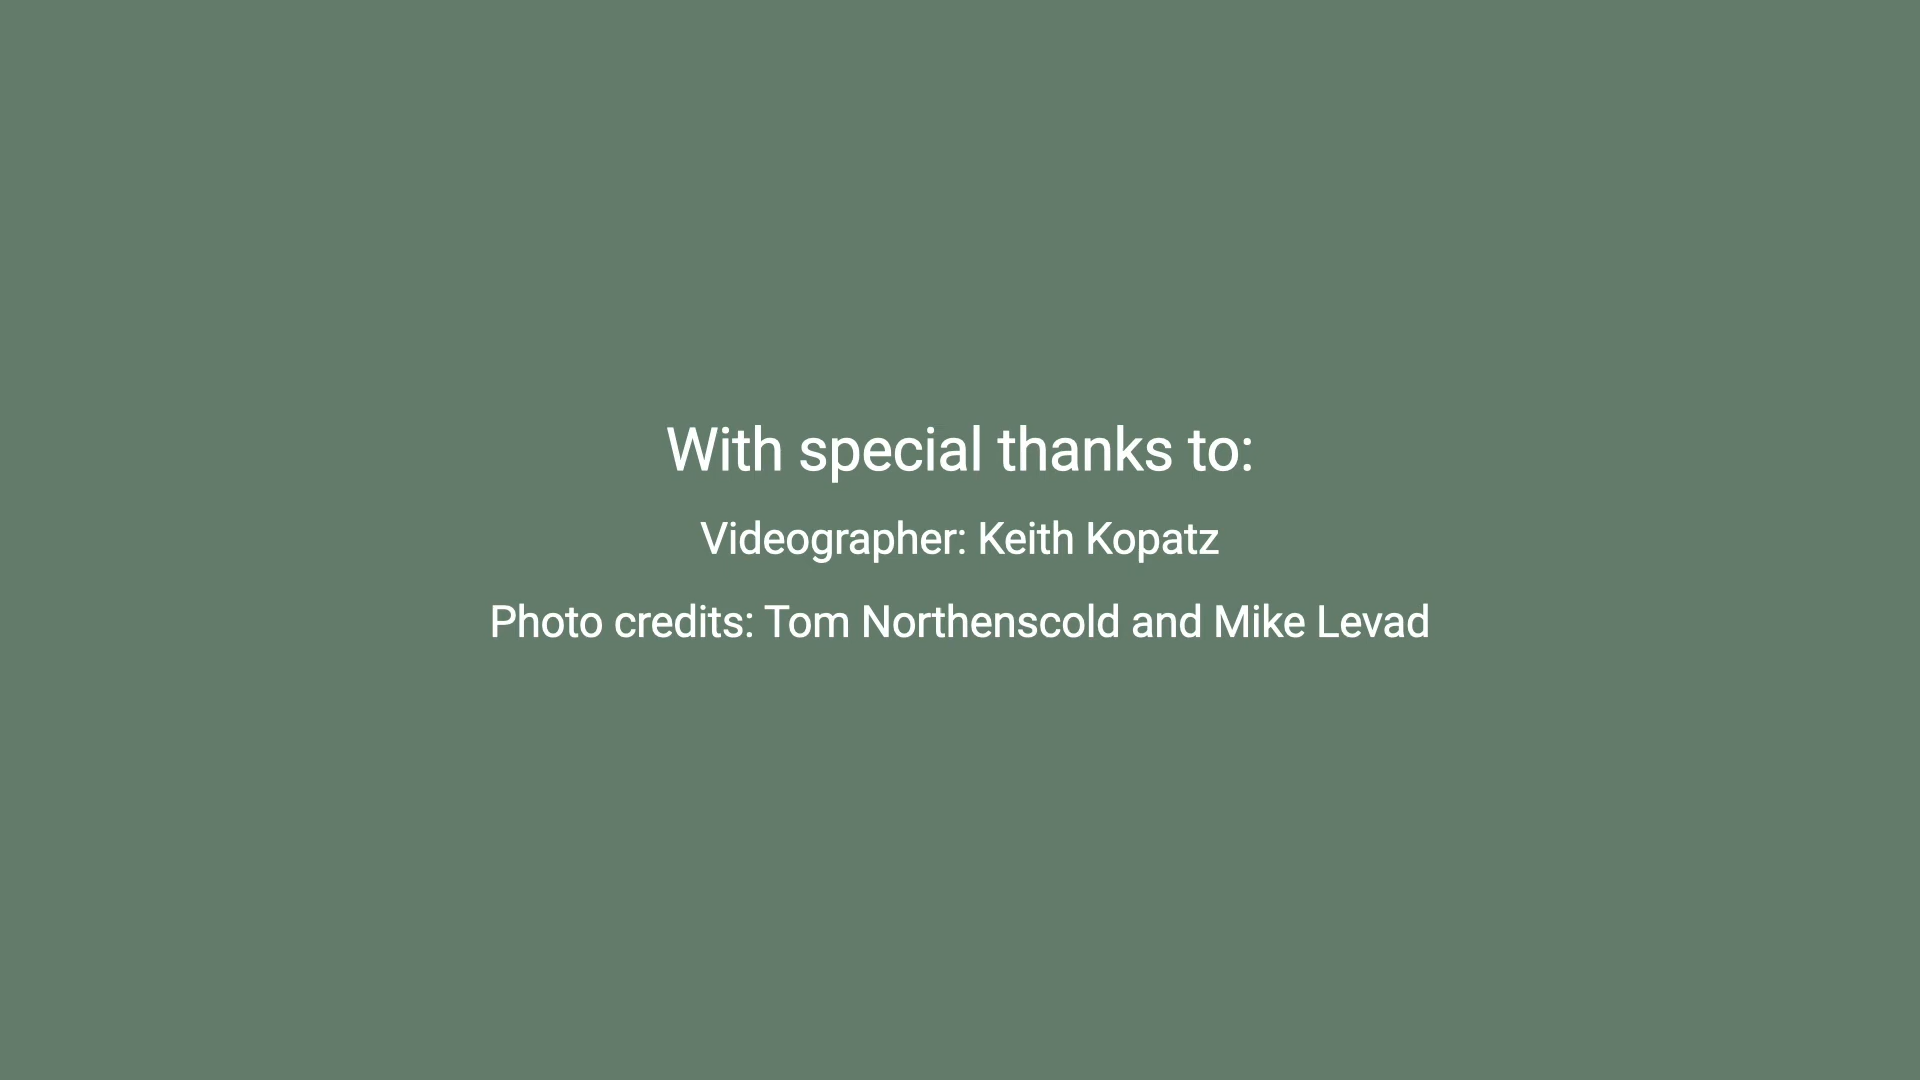 With special thanks to:
Videographer: Keith Kopatz
Photo credits: Tom Northenscold and Mike Levad